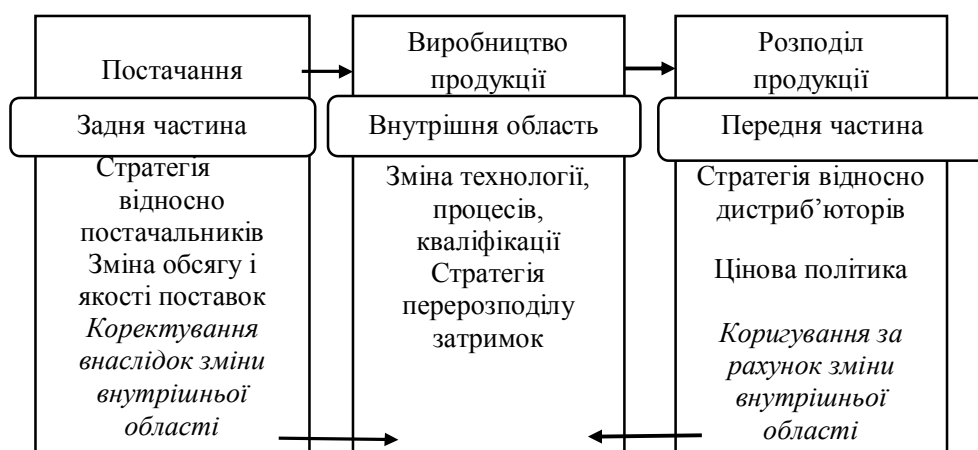 Постачання
Задня частина
Стратегія
відносно
постачальників
Зміна обсягу і
якості поставок
Коректування
внаслідок зміни
внутрішньої
області
Виробництво
продукції
Внутрішня область
Зміна технології,
процесів,
кваліфікації
Стратегія
перерозподілу
затримок
Розподіл
продукції
Передня частина
Стратегія відносно
дистриб’юторів
Цінова політика
Коригування за
рахунок зміни
внутрішньої
області